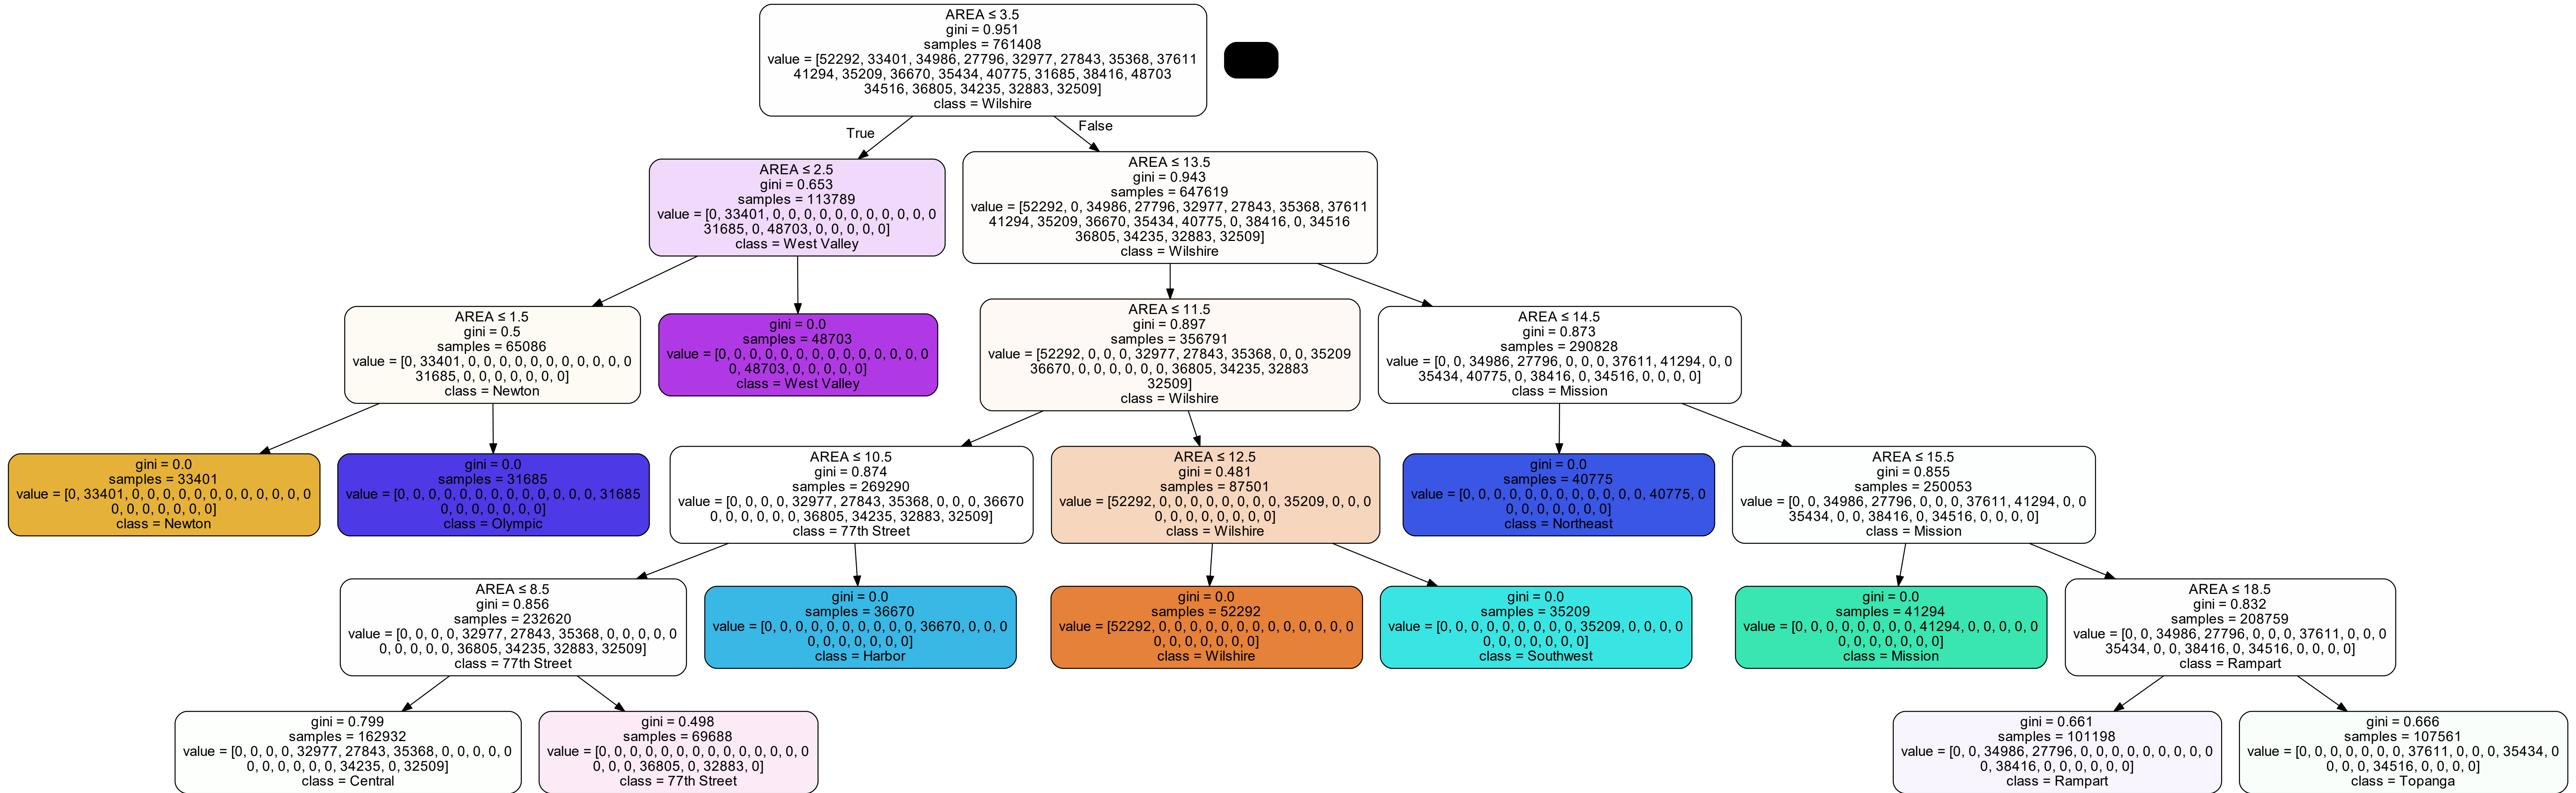 AREA ≤ 3.5
gini = 0.951
samples = 761408
value = [52292, 33401, 34986, 27796, 32977, 27843, 35368, 37611
41294, 35209, 36670, 35434, 40775, 31685, 38416, 48703
34516, 36805, 34235, 32883, 32509]
class = Wilshire
True
False
AREA ≤ 2.5
gini = 0.653
samples = 113789
value = [0, 33401, 0, 0, 0, 0, 0, 0, 0, 0, 0, 0, 0
31685, 0, 48703, 0, 0, 0, 0, 0]
class = West Valley
AREA ≤ 13.5
gini = 0.943
samples = 647619
value = [52292, 0, 34986, 27796, 32977, 27843, 35368, 37611
41294, 35209, 36670, 35434, 40775, 0, 38416, 0, 34516
36805, 34235, 32883, 32509]
class = Wilshire
AREA ≤ 1.5
gini = 0.5
samples = 65086
value = [0, 33401, 0, 0, 0, 0, 0, 0, 0, 0, 0, 0, 0
31685, 0, 0, 0, 0, 0, 0, 0]
class = Newton
gini = 0.0
samples = 48703
value = [0, 0, 0, 0, 0, 0, 0, 0, 0, 0, 0, 0, 0, 0
0, 48703, 0, 0, 0, 0, 0]
class = West Valley
AREA ≤ 11.5
gini = 0.897
samples = 356791
value = [52292, 0, 0, 0, 32977, 27843, 35368, 0, 0, 35209
36670, 0, 0, 0, 0, 0, 0, 36805, 34235, 32883
32509]
class = Wilshire
AREA ≤ 14.5
gini = 0.873
samples = 290828
value = [0, 0, 34986, 27796, 0, 0, 0, 37611, 41294, 0, 0
35434, 40775, 0, 38416, 0, 34516, 0, 0, 0, 0]
class = Mission
gini = 0.0
samples = 33401
value = [0, 33401, 0, 0, 0, 0, 0, 0, 0, 0, 0, 0, 0, 0
0, 0, 0, 0, 0, 0, 0]
class = Newton
gini = 0.0
samples = 31685
value = [0, 0, 0, 0, 0, 0, 0, 0, 0, 0, 0, 0, 0, 31685
0, 0, 0, 0, 0, 0, 0]
class = Olympic
AREA ≤ 10.5
gini = 0.874
samples = 269290
value = [0, 0, 0, 0, 32977, 27843, 35368, 0, 0, 0, 36670
0, 0, 0, 0, 0, 0, 36805, 34235, 32883, 32509]
class = 77th Street
AREA ≤ 12.5
gini = 0.481
samples = 87501
value = [52292, 0, 0, 0, 0, 0, 0, 0, 0, 35209, 0, 0, 0
0, 0, 0, 0, 0, 0, 0, 0]
class = Wilshire
gini = 0.0
samples = 40775
value = [0, 0, 0, 0, 0, 0, 0, 0, 0, 0, 0, 0, 40775, 0
0, 0, 0, 0, 0, 0, 0]
class = Northeast
AREA ≤ 15.5
gini = 0.855
samples = 250053
value = [0, 0, 34986, 27796, 0, 0, 0, 37611, 41294, 0, 0
35434, 0, 0, 38416, 0, 34516, 0, 0, 0, 0]
class = Mission
AREA ≤ 8.5
gini = 0.856
samples = 232620
value = [0, 0, 0, 0, 32977, 27843, 35368, 0, 0, 0, 0, 0
0, 0, 0, 0, 0, 36805, 34235, 32883, 32509]
class = 77th Street
gini = 0.0
samples = 36670
value = [0, 0, 0, 0, 0, 0, 0, 0, 0, 0, 36670, 0, 0, 0
0, 0, 0, 0, 0, 0, 0]
class = Harbor
gini = 0.0
samples = 52292
value = [52292, 0, 0, 0, 0, 0, 0, 0, 0, 0, 0, 0, 0, 0
0, 0, 0, 0, 0, 0, 0]
class = Wilshire
gini = 0.0
samples = 35209
value = [0, 0, 0, 0, 0, 0, 0, 0, 0, 35209, 0, 0, 0, 0
0, 0, 0, 0, 0, 0, 0]
class = Southwest
gini = 0.0
samples = 41294
value = [0, 0, 0, 0, 0, 0, 0, 0, 41294, 0, 0, 0, 0, 0
0, 0, 0, 0, 0, 0, 0]
class = Mission
AREA ≤ 18.5
gini = 0.832
samples = 208759
value = [0, 0, 34986, 27796, 0, 0, 0, 37611, 0, 0, 0
35434, 0, 0, 38416, 0, 34516, 0, 0, 0, 0]
class = Rampart
gini = 0.799
samples = 162932
value = [0, 0, 0, 0, 32977, 27843, 35368, 0, 0, 0, 0, 0
0, 0, 0, 0, 0, 0, 34235, 0, 32509]
class = Central
gini = 0.498
samples = 69688
value = [0, 0, 0, 0, 0, 0, 0, 0, 0, 0, 0, 0, 0, 0
0, 0, 0, 36805, 0, 32883, 0]
class = 77th Street
gini = 0.661
samples = 101198
value = [0, 0, 34986, 27796, 0, 0, 0, 0, 0, 0, 0, 0, 0
0, 38416, 0, 0, 0, 0, 0, 0]
class = Rampart
gini = 0.666
samples = 107561
value = [0, 0, 0, 0, 0, 0, 0, 37611, 0, 0, 0, 35434, 0
0, 0, 0, 34516, 0, 0, 0, 0]
class = Topanga